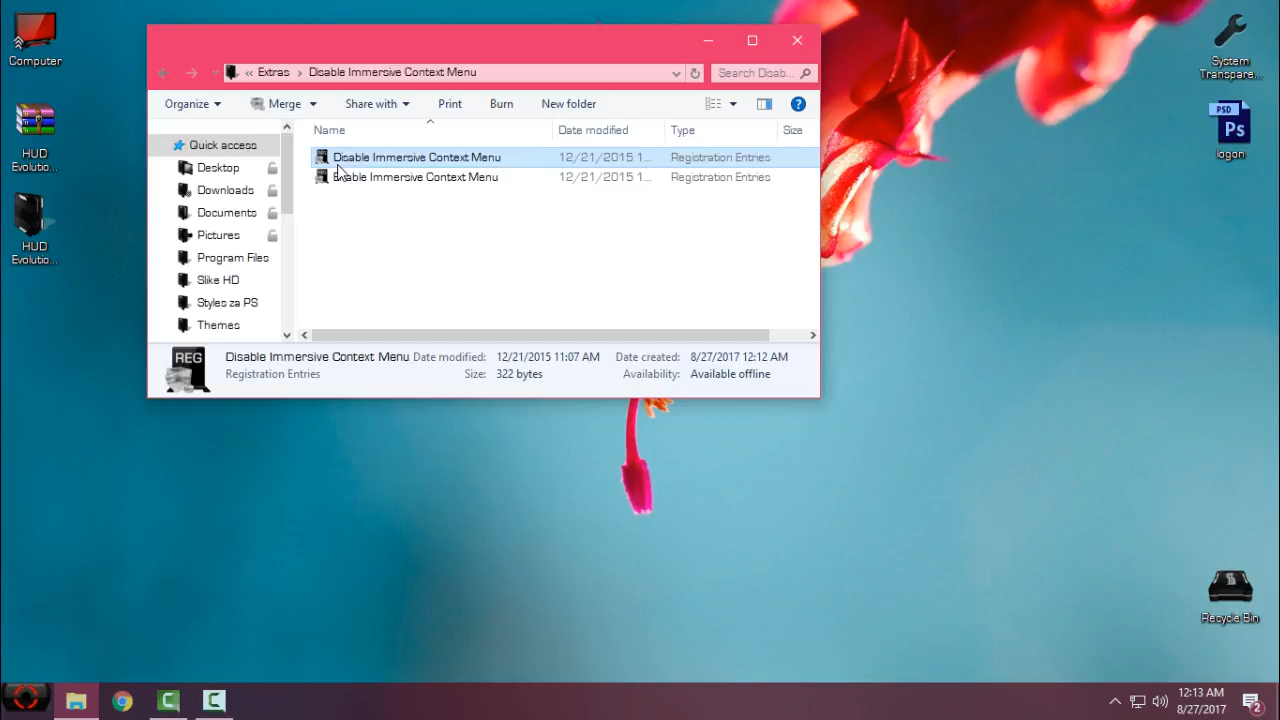 Computer
HUD
Evolutio...
HUD
Evolutio...
System
Transpare...
PSD
Ps
logon
Recycle Bin
« Extras > Disable Immersive Context Menu
Search Disab...
Organize
Merge
Share with
Print
Burn
New folder
?
Name
Date modified
Type
Size
Quick access
Desktop
Downloads
Documents
Pictures
Program Files
Slike HD
Styles za PS
Themes
Disable Immersive Context Menu 12/21/2015 1... Registration Entries
Immersive Context Menu 12/21/2015 1... Registration Entries
REG
Disable Immersive Context Menu Date modified: 12/21/2015 11:07 AM Date created: 8/27/2017 12:12 AM
Registration Entries Size: 322 bytes Availability: Available offline
12:13 AM
8/27/2017
2